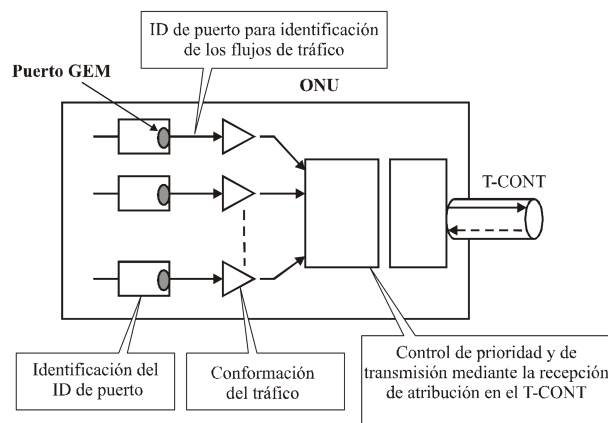 ID de puerto para identificación
de los flujos de tráfico
Puerto GEM
ONU
T-CONT
Identificación del
ID de puerto
Conformación
del tráfico
Control de prioridad y de
transmisión mediante la recepción
de atribución en el T-CONT